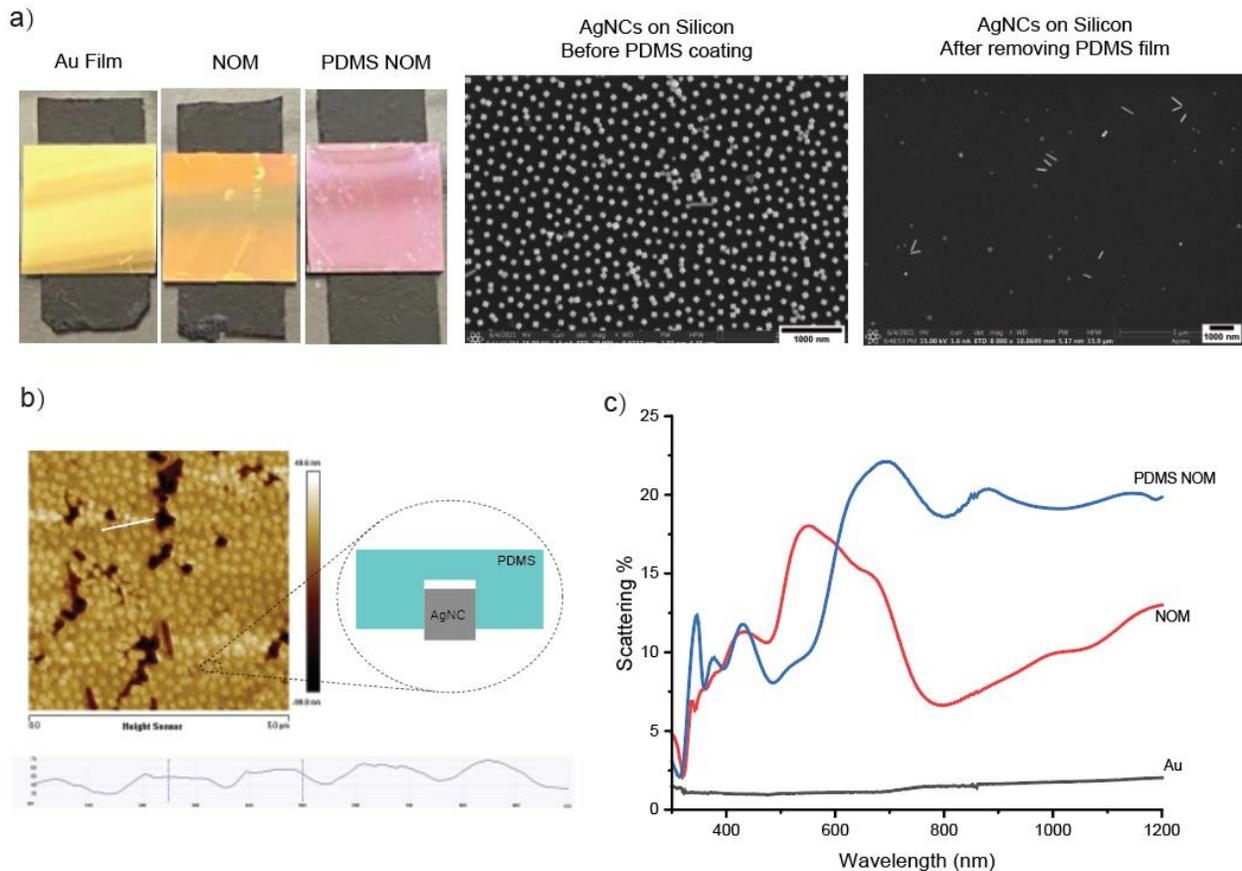 a)
Au Film
NOM
PDMS NOM
AgNCs on Silicon
Before PDMS coating
AgNCs on Silicon
After removing PDMS film
1000 nm
1000 nm
b)
PDMS
AgNC
0.0
Height Sensor
5.0 µm
c)
25
20
15
10
5
0
Scattering %
PDMS NOM
NOM
Au
400
600
800
1000
1200
Wavelength (nm)